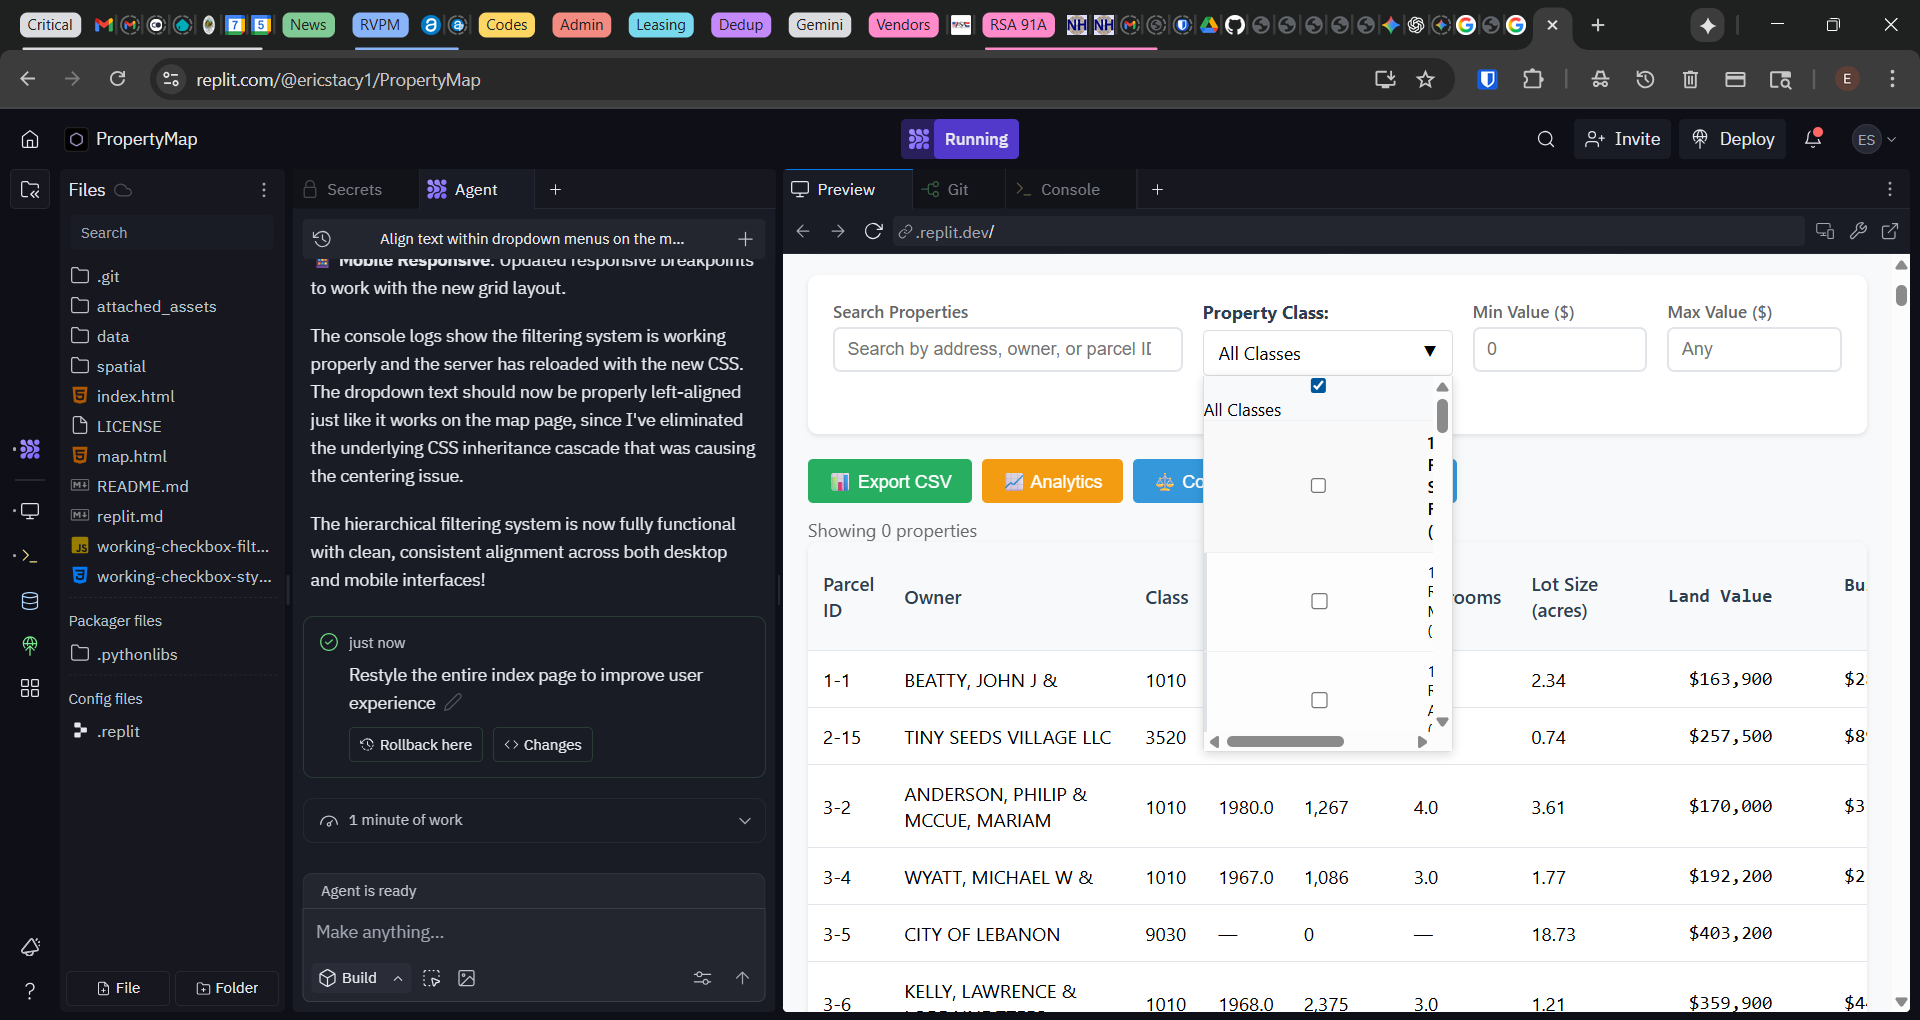 Critical
7
5
News
RVPM
Codes
Admin
Leasing
Dedup
Gemini
Vendors
RSA 91A
NH
NH
replit.com/@ericstacy1/PropertyMap
E
PropertyMap
Running
Invite
Deploy
ES
Files
Secrets
Agent
Preview
Git
Console
Search
Align text within dropdown menus on the m...
.replit.dev/
.git
attached_assets
data
spatial
index.html
LICENSE
map.html
README.md
replit.md
working-checkbox-filt...
working-checkbox-sty...
Packager files
.pythonlibs
Config files
.replit
File
Folder
Mobile Responsive: Updated responsive breakpoints
to work with the new grid layout.
The console logs show the filtering system is working
properly and the server has reloaded with the new CSS.
The dropdown text should now be properly left-aligned
just like it works on the map page, since I've eliminated
the underlying CSS inheritance cascade that was causing
the centering issue.
The hierarchical filtering system is now fully functional
with clean, consistent alignment across both desktop
and mobile interfaces!
just now
Restyle the entire index page to improve user
experience
Rollback here
Changes
1 minute of work
Agent is ready
Make anything...
Build
Search Properties
Property Class:
Min Value ($)
Max Value ($)
Search by address, owner, or parcel
All Classes
0
Any
All Classes
Export CSV
Analytics
Co
Showing 0 properties
Parcel ID
Owner
Class
ooms
Lot Size (acres)
Land Value
Bu
1-1 BEATTY, JOHN J & 1010 2.34 $163,900 $2
2-15 TINY SEEDS VILLAGE LLC 3520 0.74 $257,500 $8
3-2 ANDERSON, PHILIP & MCCUE, MARIAM 1010 1980.0 1,267 4.0 3.61 $170,000 $3
3-4 WYATT, MICHAEL W & 1010 1967.0 1,086 3.0 1.77 $192,200 $2
3-5 CITY OF LEBANON 9030 — 0 — 18.73 $403,200
3-6 KELLY, LAWRENCE & 1010 1968.0 2,375 3.0 1.21 $359,900 $4